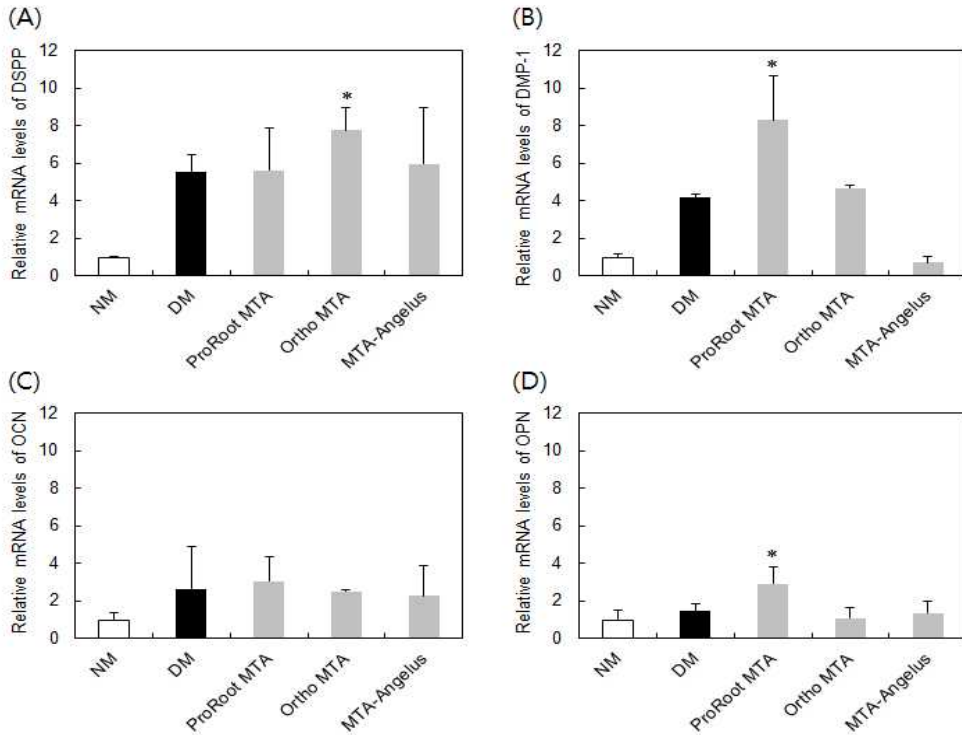 (A)
Relative mRNA levels of DSPP
12
10
8
6
4
2
0
*
NM
DM
ProRoot MTA
Ortho MTA
MTA-Angelus
(B)
Relative mRNA levels of DMP-1
12
10
8
6
4
2
0
*
NM
DM
ProRoot MTA
Ortho MTA
MTA-Angelus
(C)
Relative mRNA levels of OCN
12
10
8
6
4
2
0
NM
DM
ProRoot MTA
Ortho MTA
MTA-Angelus
(D)
Relative mRNA levels of OPN
12
10
8
6
4
2
0
*
NM
DM
ProRoot MTA
Ortho MTA
MTA-Angelus